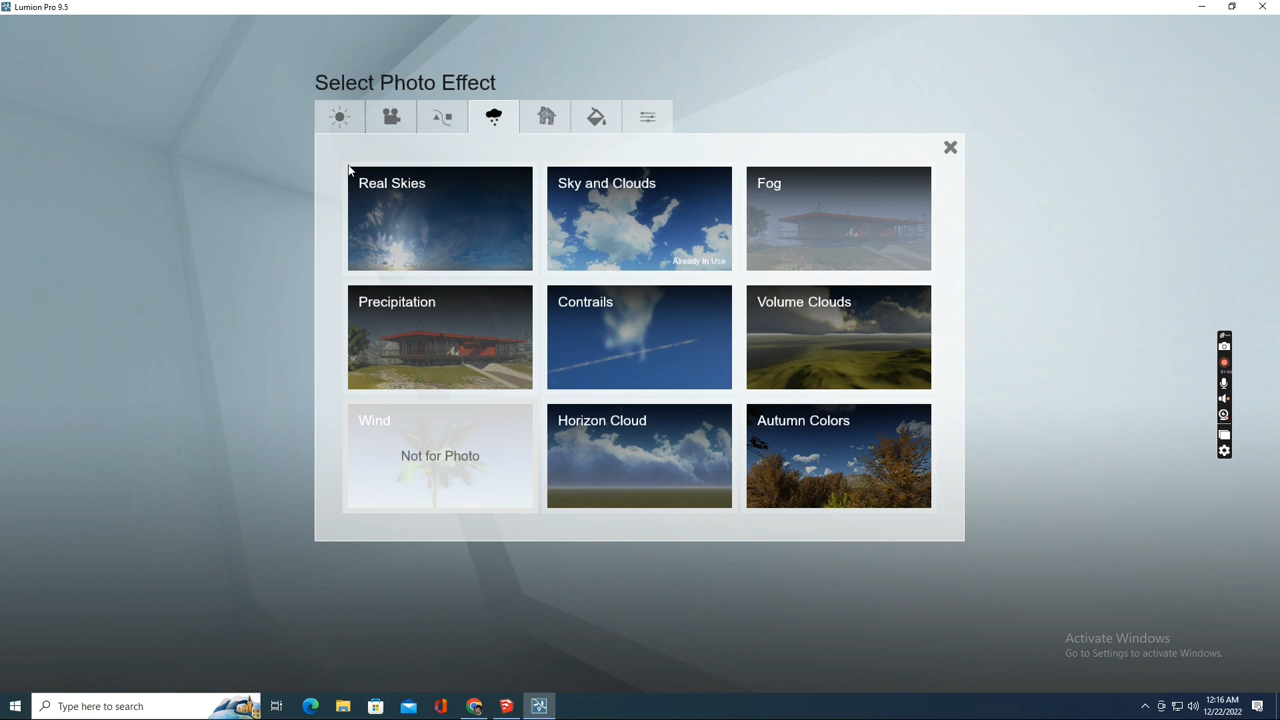 Lumion Pro 9.5
Select Photo Effect
Real Skies
Sky and Clouds
Already In Use
Fog
Precipitation
Contrails
Volume Clouds
Wind
Not for Photo
Horizon Cloud
Autumn Colors
Activate Windows
Go to Settings to activate Windows.
Type here to search
12:16 AM
12/22/2022